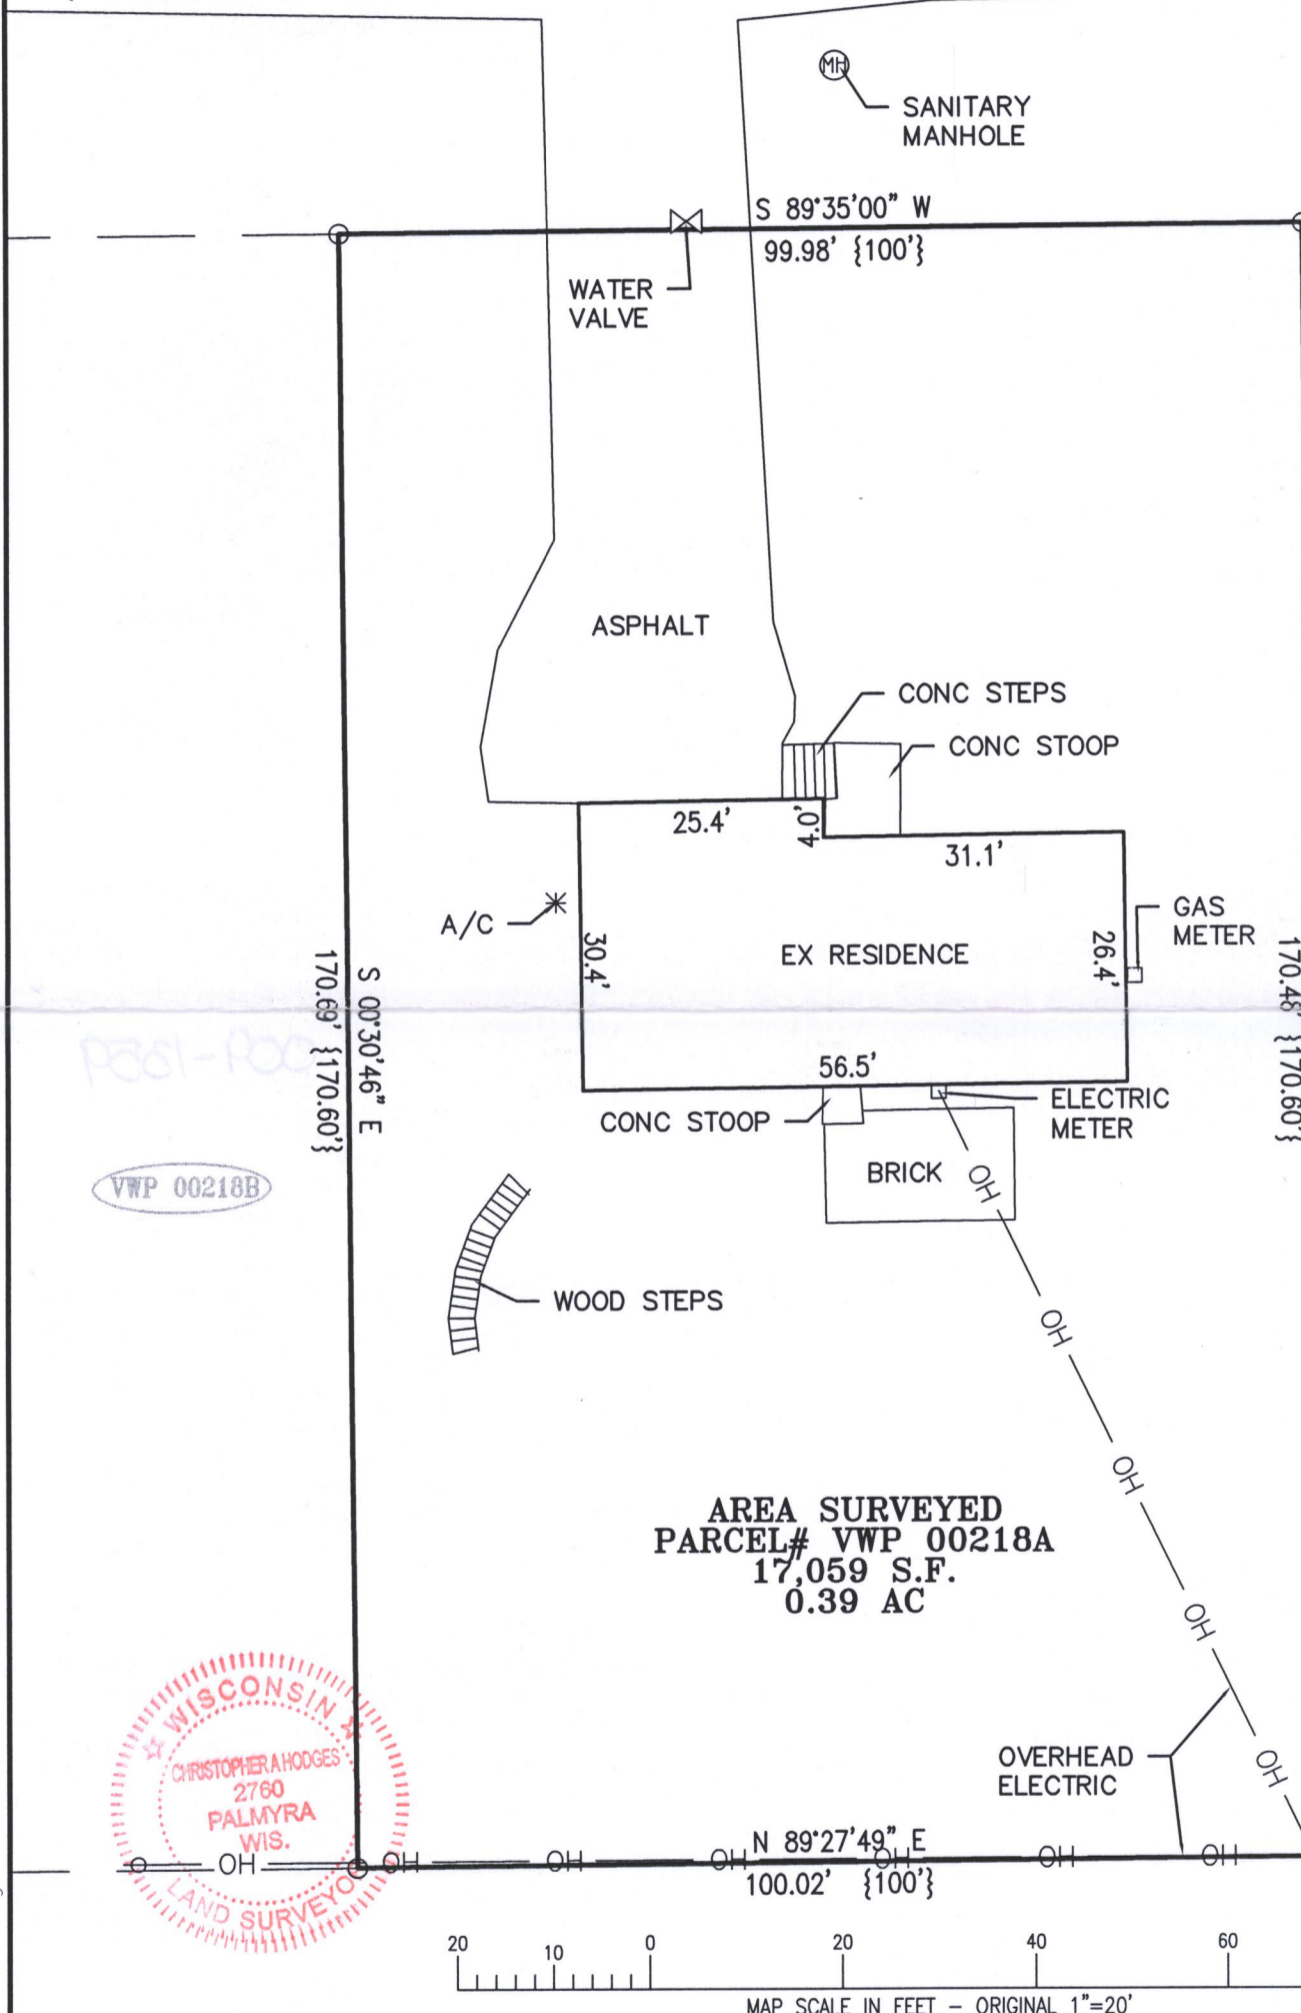 MH
SANITARY
MANHOLE
S 89°35'00" W
99.98' {100'}
WATER
VALVE
ASPHALT
CONC STEPS
CONC STOOP
25.4'
4.0'
31.1'
A/C
30.4'
EX RESIDENCE
26.4'
GAS
METER
S 00°30'46" E
170.69' {170.60'}
170.48' {170.60'}
56.5'
CONC STOOP
ELECTRIC
METER
BRICK
VWP 00218B
OH
WOOD STEPS
OH
OH
AREA SURVEYED
PARCEL# VWP 00218A
17,059 S.F.
0.39 AC
OH
WISCONSIN
CHRISTOPHER A HODGES
2760
PALMYRA
WIS.
LAND SURVEYOR
OVERHEAD
ELECTRIC
OH
N 89°27'49" E
OH OH OH OH OH OH OH
100.02' {100'}
20 10 0 20 40 60
MAP SCALE IN FEET – ORIGINAL 1"=20'